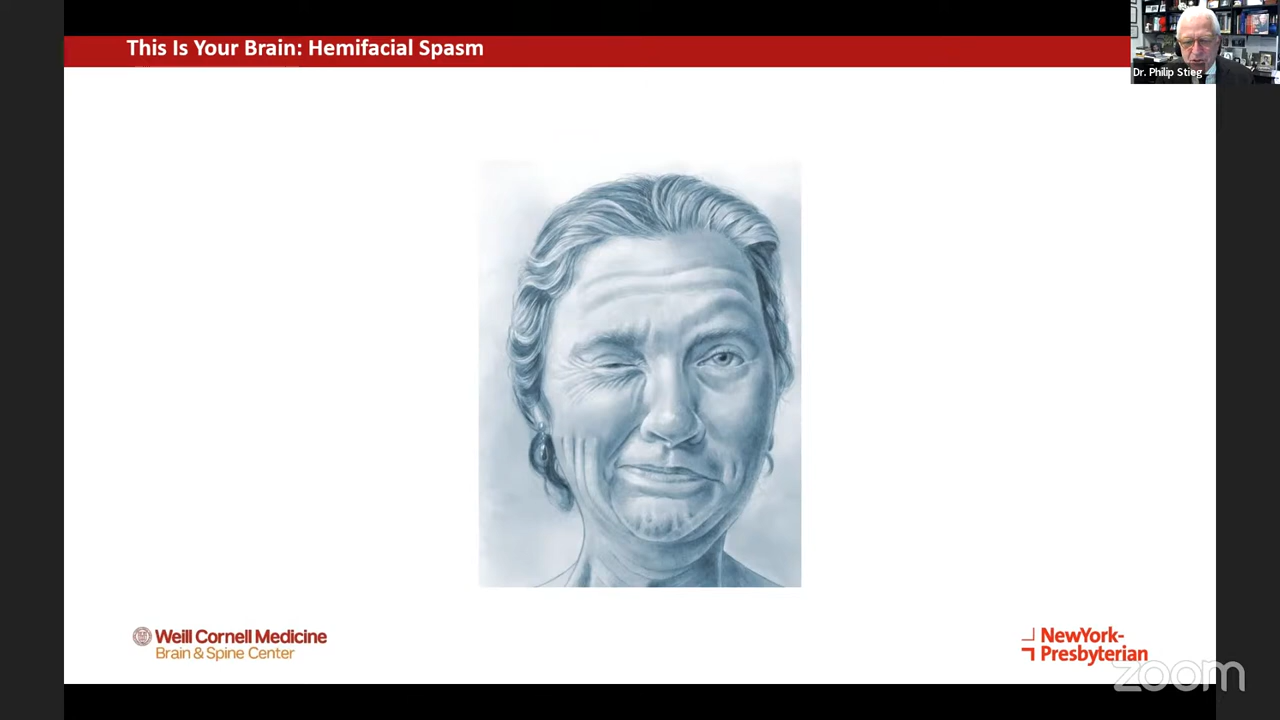 This Is Your Brain: Hemifacial Spasm
Dr. Philip Stieg
Weill Cornell Medicine
Brain & Spine Center
NewYork-
Presbyterian
zoom